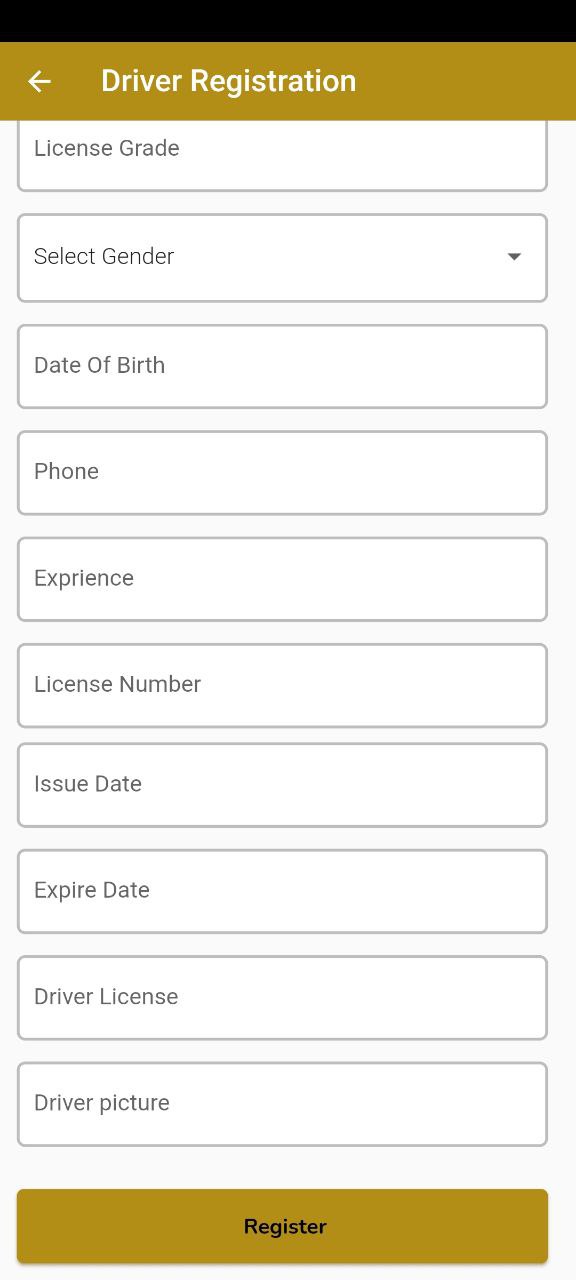 Driver Registration
License Grade
Select Gender
Date Of Birth
Phone
Exprience
License Number
Issue Date
Expire Date
Driver License
Driver picture
Register